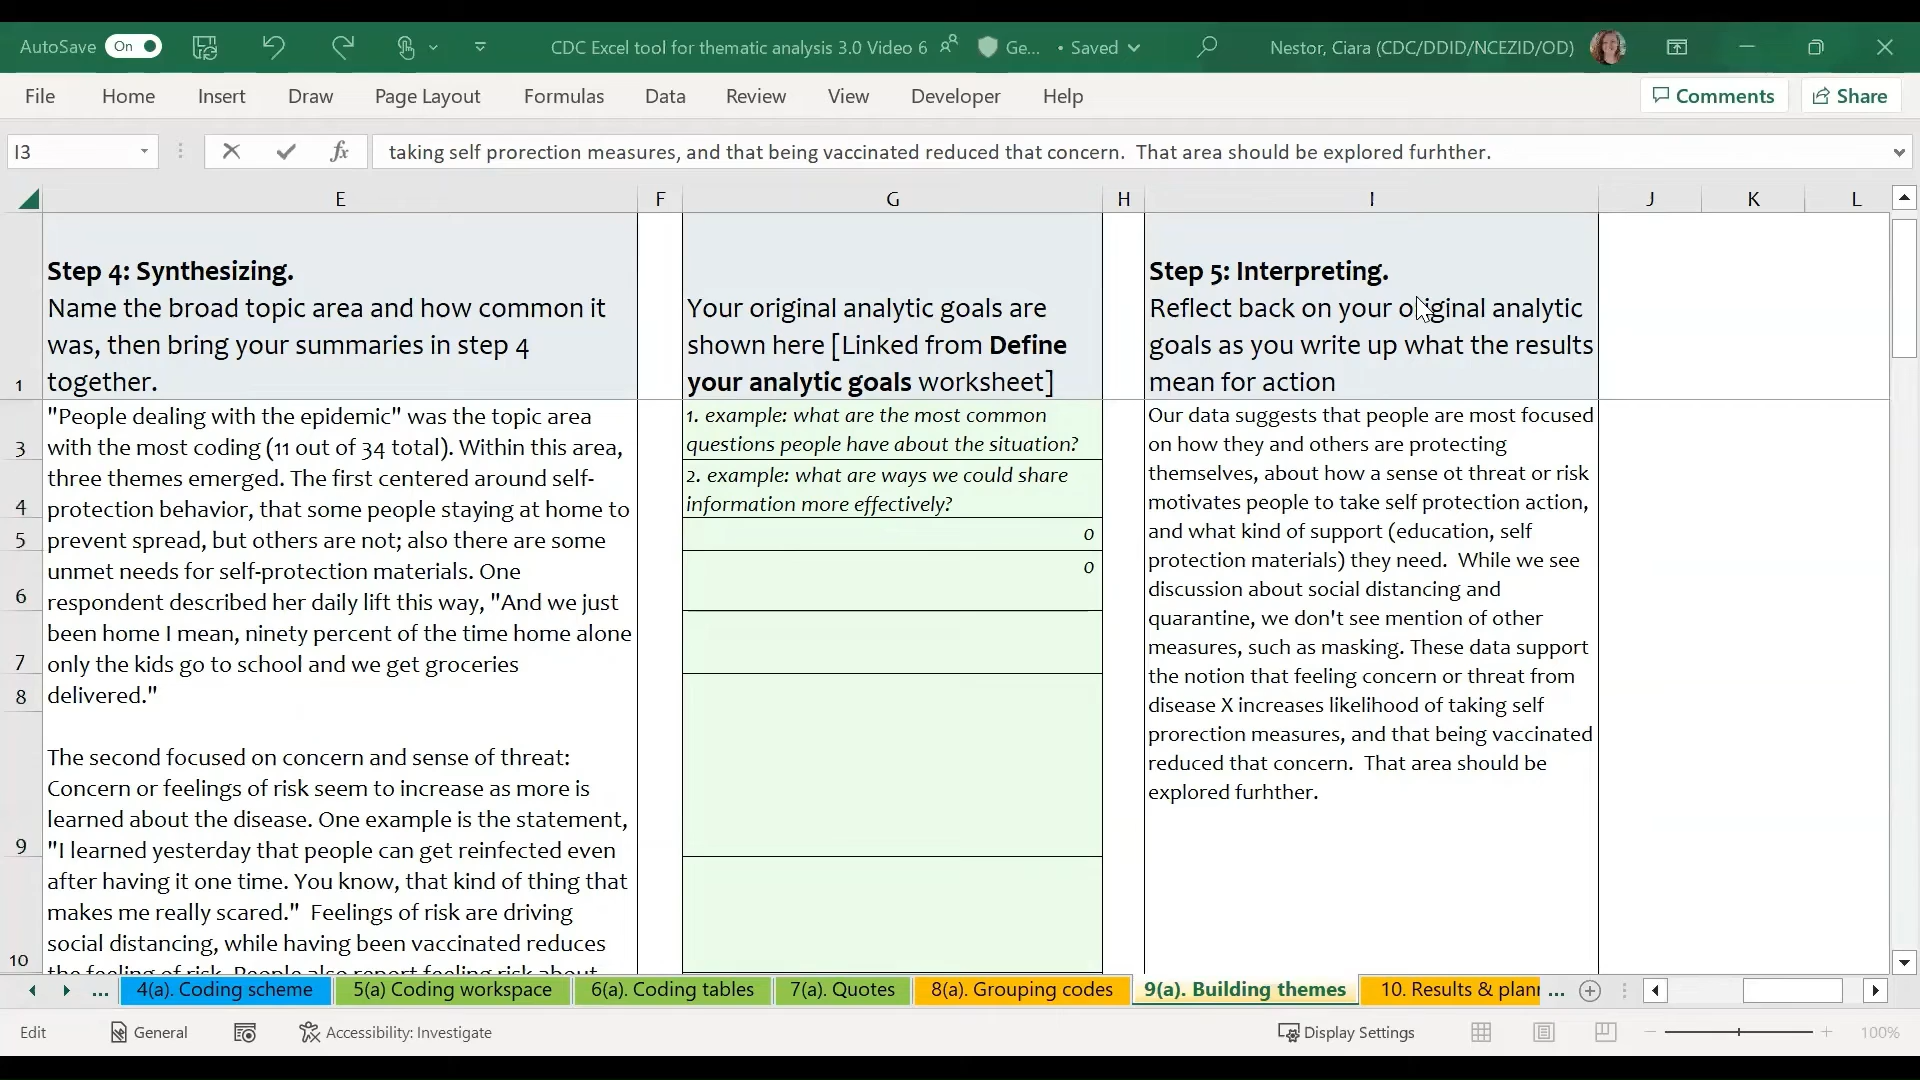 AutoSave On CDC Excel tool for thematic analysis 3.0 Video 6 Ge... • Saved Nestor, Ciara (CDC/DDID/NCEZID/OD)
File Home Insert Draw Page Layout Formulas Data Review View Developer Help Comments Share
I3 fx taking self prorection measures, and that being vaccinated reduced that concern.  That area should be explored furhther.
E F G H I J K L
1
Step 4: Synthesizing.
Name the broad topic area and how common it
was, then bring your summaries in step 4
together.
Your original analytic goals are
shown here [Linked from Define
your analytic goals worksheet]
Step 5: Interpreting.
Reflect back on your original analytic
goals as you write up what the results
mean for action
3
4
5
6
7
8
9
10
"People dealing with the epidemic" was the topic area
with the most coding (11 out of 34 total). Within this area,
three themes emerged. The first centered around self-
protection behavior, that some people staying at home to
prevent spread, but others are not; also there are some
unmet needs for self-protection materials. One
respondent described her daily lift this way, "And we just
been home I mean, ninety percent of the time home alone
only the kids go to school and we get groceries
delivered."
The second focused on concern and sense of threat:
Concern or feelings of risk seem to increase as more is
learned about the disease. One example is the statement,
"I learned yesterday that people can get reinfected even
after having it one time. You know, that kind of thing that
makes me really scared."  Feelings of risk are driving
social distancing, while having been vaccinated reduces
the feeling of risk. People also report feeling risk about
1. example: what are the most common
questions people have about the situation?
2. example: what are ways we could share
information more effectively?
0
0
Our data suggests that people are most focused
on how they and others are protecting
themselves, about how a sense ot threat or risk
motivates people to take self protection action,
and what kind of support (education, self
protection materials) they need.  While we see
discussion about social distancing and
quarantine, we don't see mention of other
measures, such as masking. These data support
the notion that feeling concern or threat from
disease X increases likelihood of taking self
prorection measures, and that being vaccinated
reduced that concern.  That area should be
explored furhther.
... 4(a). Coding scheme 5(a) Coding workspace 6(a). Coding tables 7(a). Quotes 8(a). Grouping codes 9(a). Building themes 10. Results & plann ...
Edit General Accessibility: Investigate Display Settings 100%